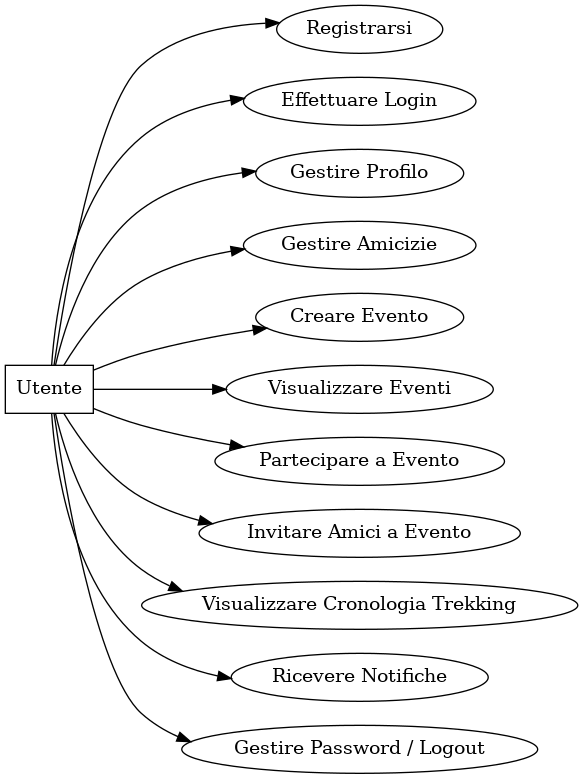 Registrarsi
Effettuare Login
Gestire Profilo
Gestire Amicizie
Creare Evento
Utente
Visualizzare Eventi
Partecipare a Evento
Invitare Amici a Evento
Visualizzare Cronologia Trekking
Ricevere Notifiche
Gestire Password / Logout